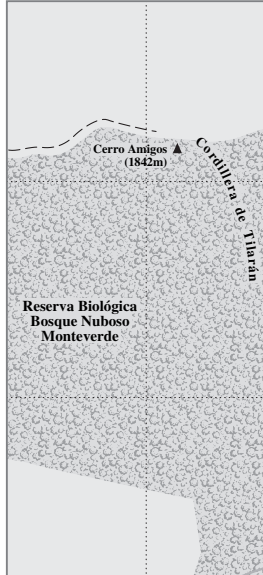 Cerro Amigos
(1842m)
Cordillera de Tilarán
Reserva Biológica
Bosque Nuboso
Monteverde